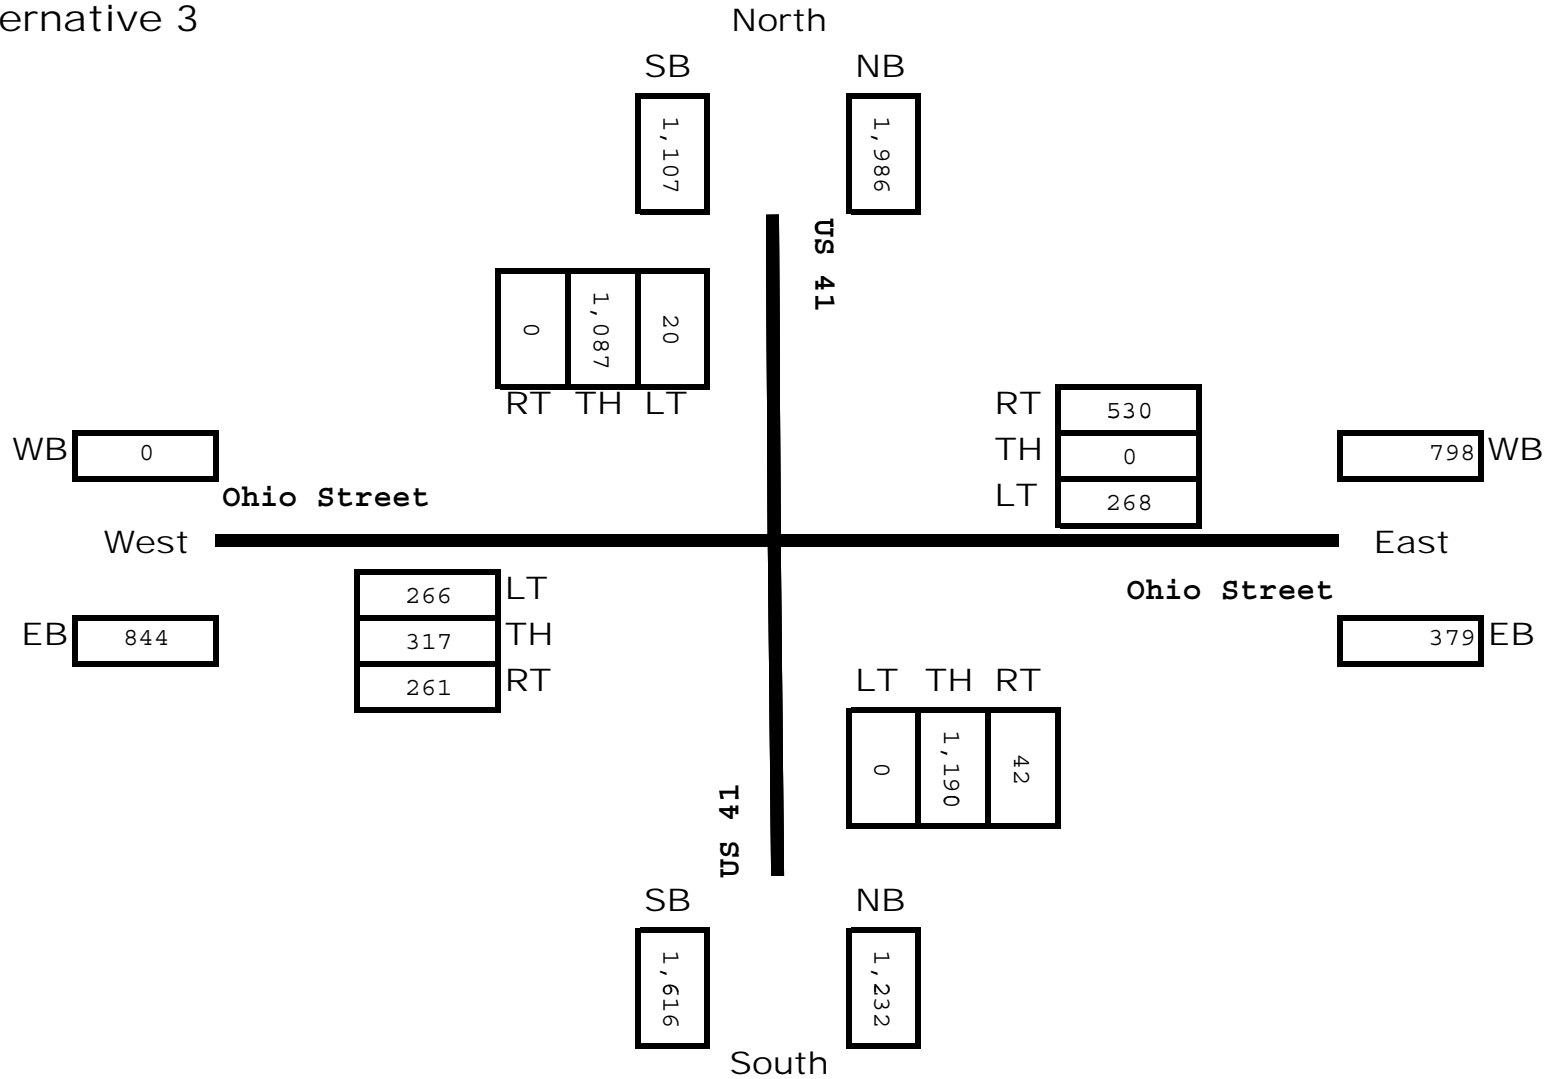 ernative 3
North
SB NB
1,107
1,986
US 41
0
1,087
20
RT TH LT
RT 530
TH 0
LT 268
WB 0
798 WB
Ohio Street
West
East
Ohio Street
266 LT
317 TH
261 RT
EB 844
379 EB
LT TH RT
0
1,190
42
US 41
SB NB
1,616
1,232
South